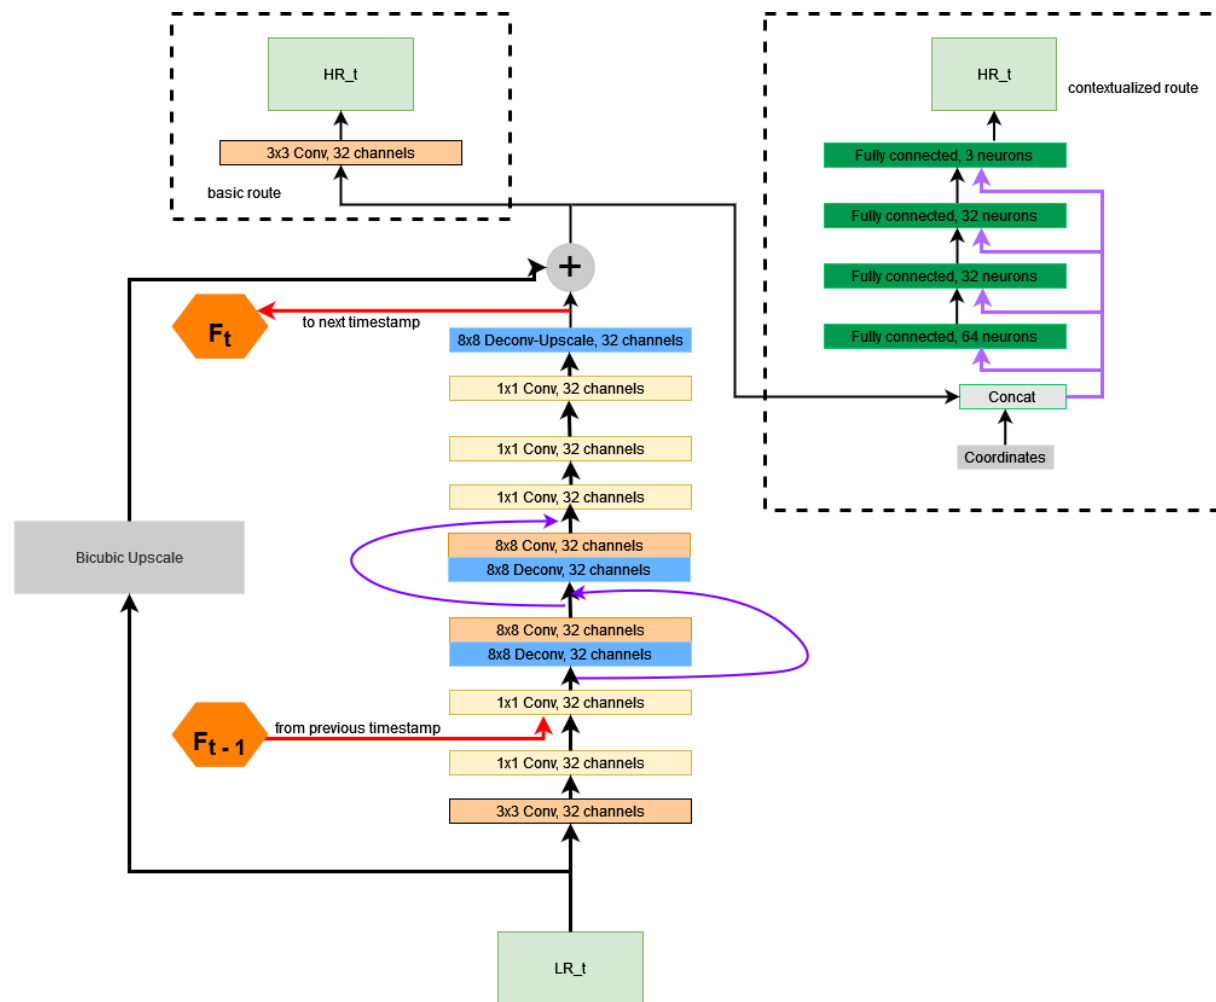 HR_t
3x3 Conv, 32 channels
basic route
HR_t
contextualized route
Fully connected, 3 neurons
Fully connected, 32 neurons
Fully connected, 32 neurons
Fully connected, 64 neurons
Concat
Coordinates
+
F t
to next timestamp
8x8 Deconv-Upscale, 32 channels
1x1 Conv, 32 channels
1x1 Conv, 32 channels
1x1 Conv, 32 channels
8x8 Conv, 32 channels
8x8 Deconv, 32 channels
Bicubic Upscale
8x8 Conv, 32 channels
8x8 Deconv, 32 channels
1x1 Conv, 32 channels
F t - 1
from previous timestamp
1x1 Conv, 32 channels
3x3 Conv, 32 channels
LR_t